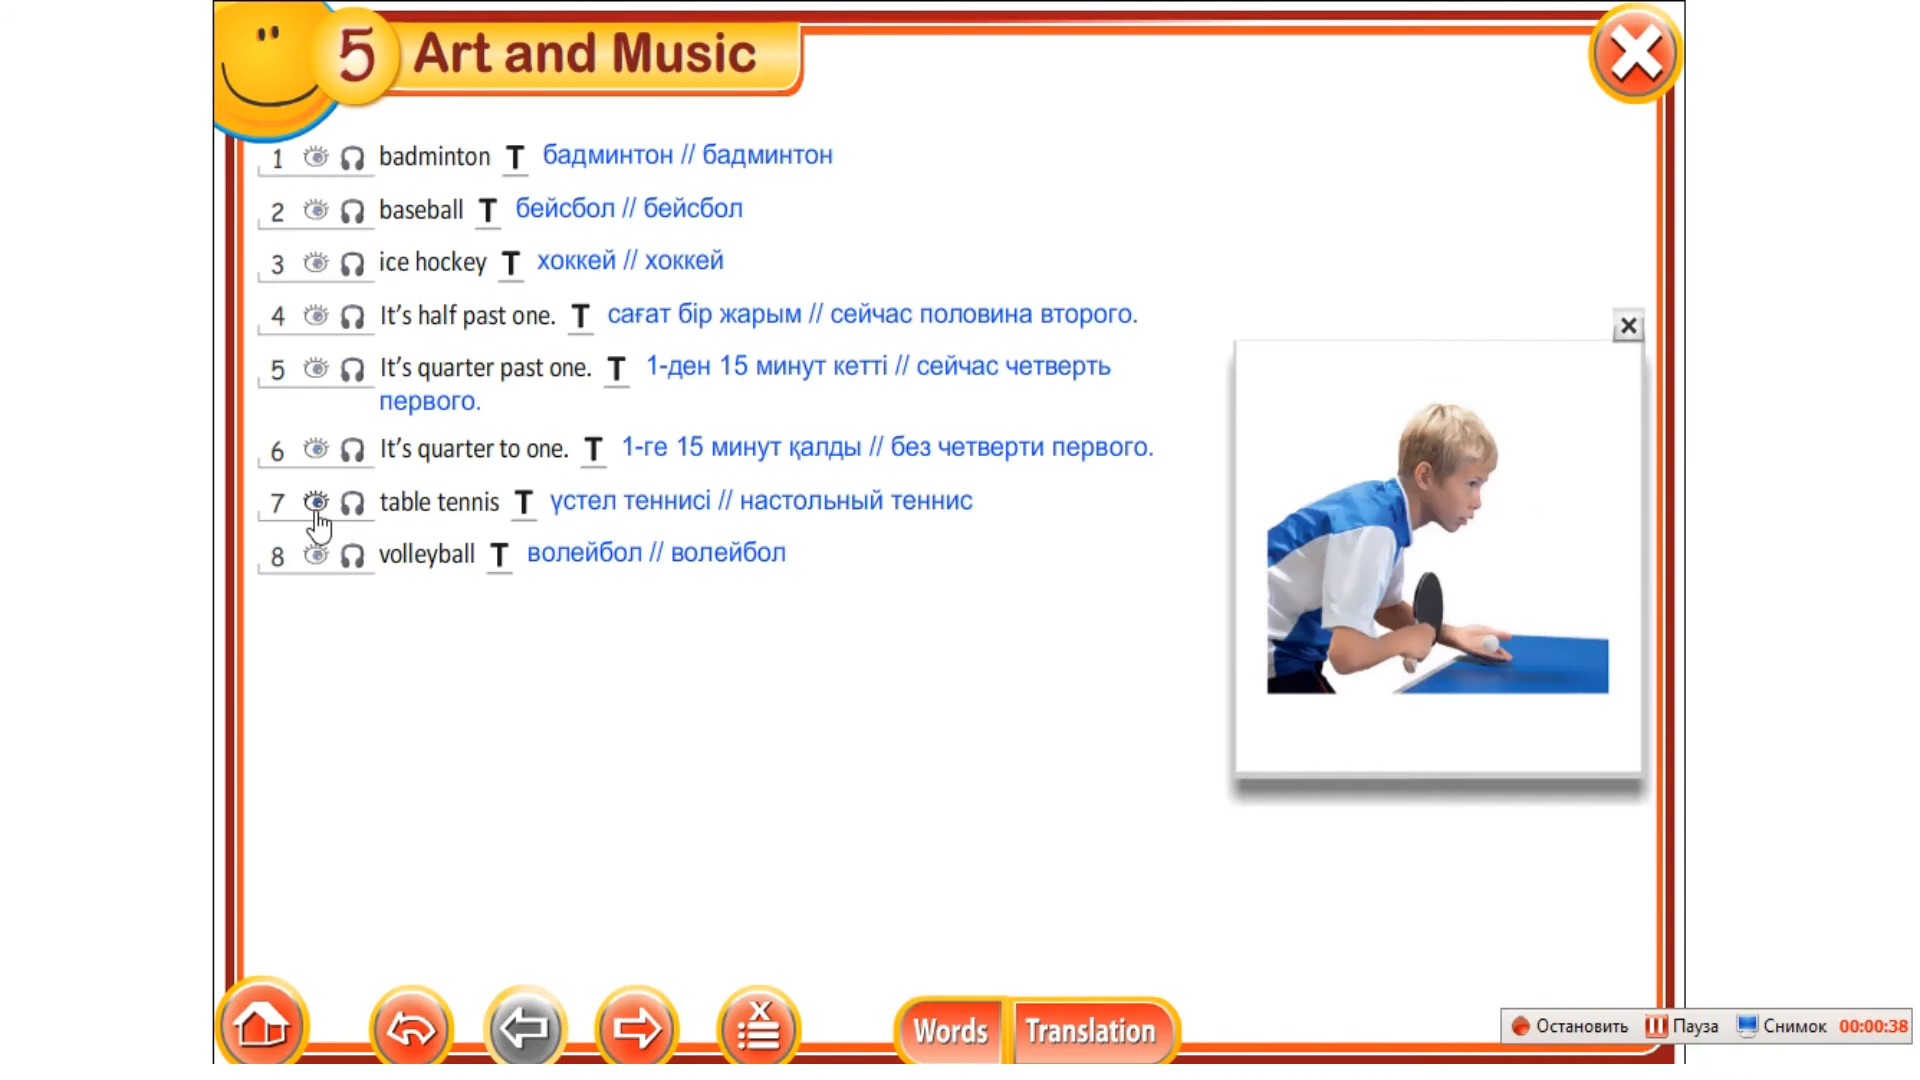 5 Art and Music
1 badminton T бадминтон // бадминтон
2 baseball T бейсбол // бейсбол
3 ice hockey T хоккей // хоккей
4 It's half past one. T сағат бір жарым // сейчас половина второго.
5 It's quarter past one. T 1-ден 15 минут кетті // сейчас четверть
первого.
6 It's quarter to one. T 1-ге 15 минут қалды // без четверти первого.
7 table tennis T үстел теннисі // настольный теннис
8 volleyball T волейбол // волейбол
Words Translation
Остановить Пауза Снимок 00:00:38